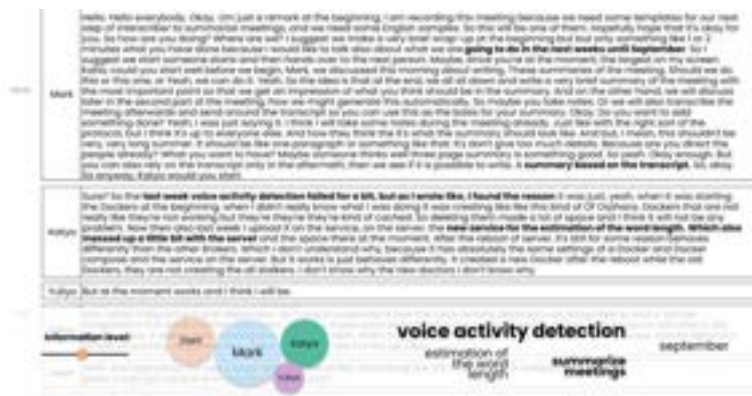 Hello. Hello everybody. Okay. Um, just a remark at the beginning, I am recording this meeting because we need some templates for our next
step of interscriber to summarize meetings, and we need some English samples. So this will be one of them. Hopefully hope that it's okay for
you. So how are you doing? Where are we? I suggest we make a very brief wrap-up at the beginning but but only something like 1 or 2
minutes what you have done because I would like to talk also about what we are going to do in the next weeks until September. So I
suggest we start someone starts and then hands over to the next person. Maybe, since you're at the moment, the largest on my screen
Katya, could you start well before we begin. Mark, we discussed this morning about writing. These summaries of the meeting. Should we do
this or this one, or Yeah, we can do it. Yeah. So the idea is that at the end, we all sit down and write a very brief summary of the meeting with
the most important point so that we get an impression of what you think should be in the summary. And on the other hand, we will discuss
later in the second part of the meeting, how we might generate this automatically. So maybe you take notes. Or we will also transcribe the
meeting afterwards and send around the transcript so you can use this as the basis for your summary. Okay. So you want to add
something done? Yeah, I was just saying it. I think I will take some notes during the meeting already. Just with the right side of the
protocol, but I think it's up to everyone else. And how they think the it's what the summary should look like. And but, I mean, this shouldn't be
very, very long summer. It should be like one paragraph or something like that. It's don't give too much details. Because are you direct the
people already? What you want to have? Maybe someone thinks well three page summary is something good. So yeah. Okay, enough. But
you can also rely on this transcript only in the aftermath, then we see if it is possible to write. A summary based on the transcript. So, okay.
So anyway, Katya would you start.
Mark
Sure? So the last week voice activity detection failed for a bit, but as I wrote like, I found the reason it was just, yeah, when it was starting
the Dockers at the beginning, when I didn't really know what I was doing it was creating this like this kind of Of Orphans. Dockers that are not
really like they're not working but they're they're they're kind of cached. So deleting them made a lot of space and I think it will not be any
problem. Now then also last week I upload it on the service, on the server, the new service for the estimation of the word length. Which also
messed up a little bit with the server and the space there at the moment. After the reboot of server. It's still for some reason behaves
differently than the other Encoder which I don't understand why, because it has absolutely the same settings of a Docker and Docker
compose and the service on the server. But it works is just behaves differently. It created a new Docker after the reboot while the old
Dockers, they are not creating the all stalkers. I don't know why the new doctors I don't know why.
Katya
Yuliya But at the moment works and I think I will be.
Information level:
Mark
Katya
Yuliya
voice activity detection
estimation of
the word
length
summarize
meetings
september